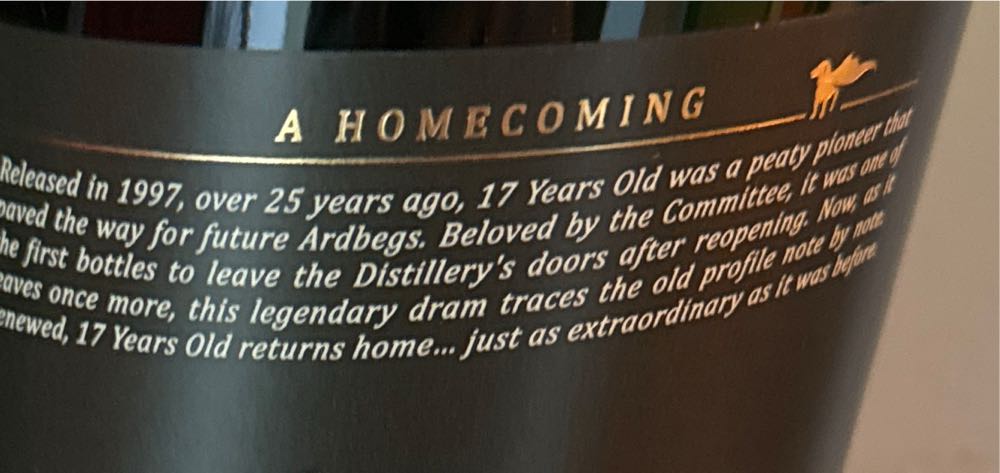 A HOMECOMING
Released in 1997, over 25 years ago, 17 Years Old was a peaty pioneer that
paved the way for future Ardbegs. Beloved by the Committee, it was one of
he first bottles to leave the Distillery's doors after reopening. Now, as it
eaves once more, this legendary dram traces the old profile note by note.
enewed, 17 Years Old returns home... just as extraordinary as it was before.